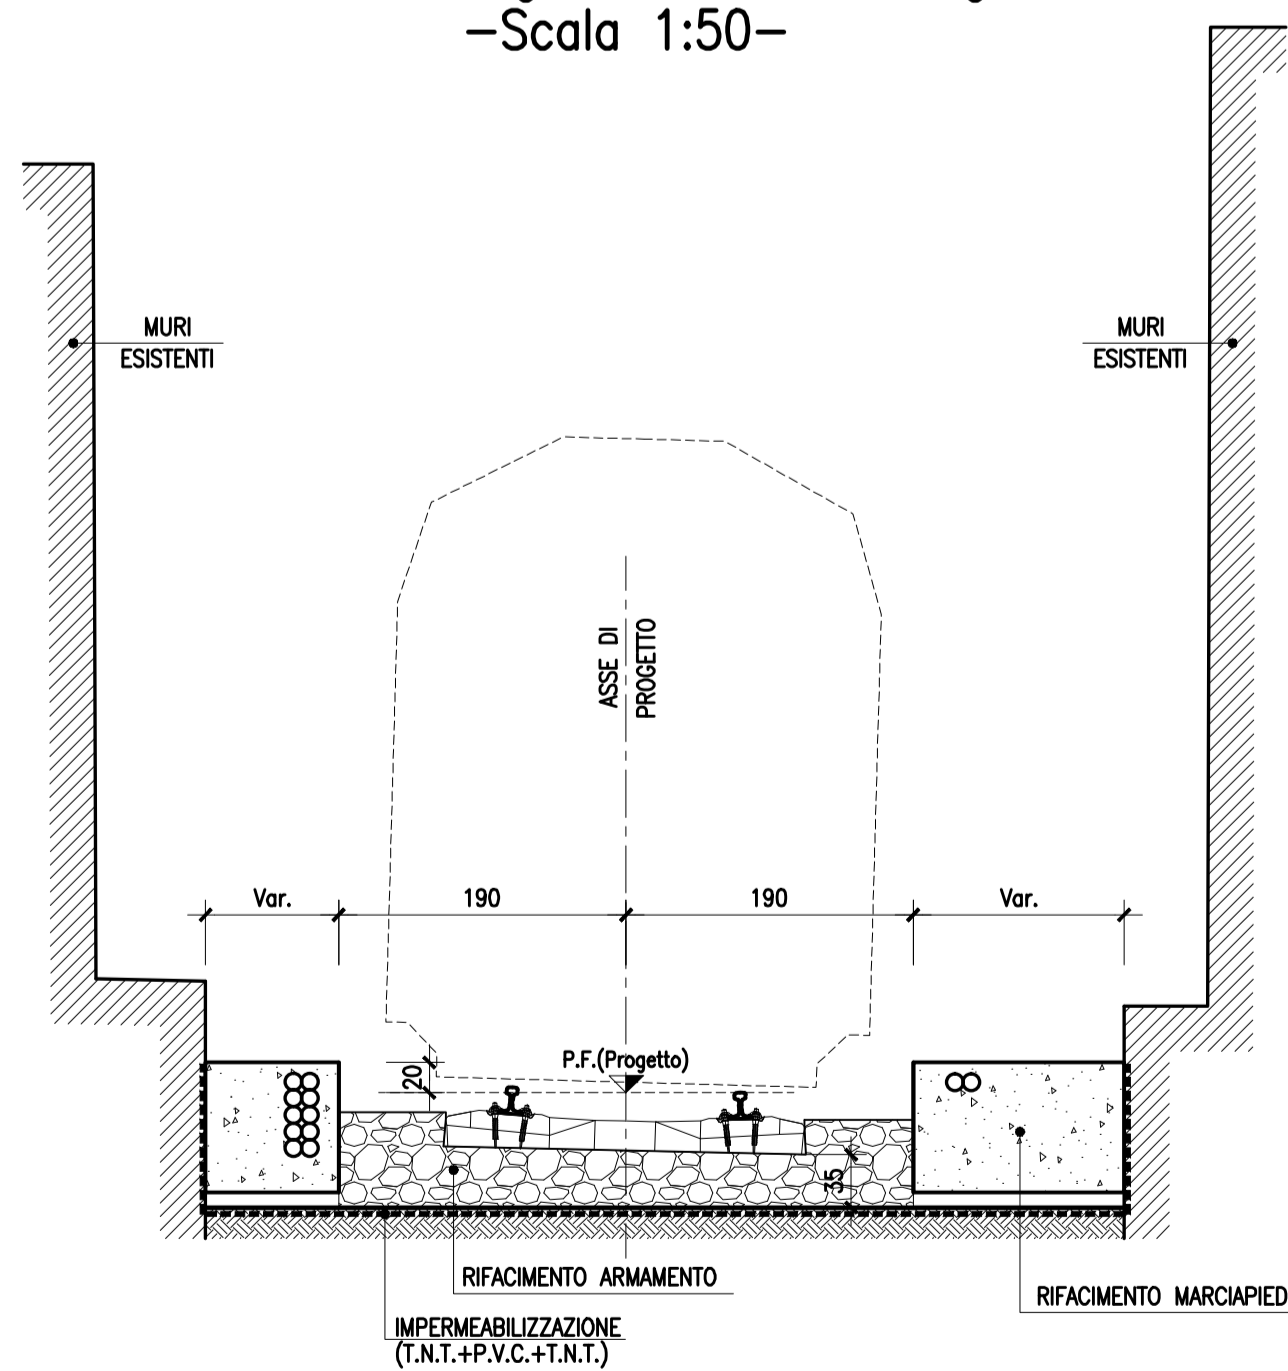 -Scala 1:50-
MURI
ESISTENTI
MURI
ESISTENTI
ASSE DI
PROGETTO
Var.
190
190
Var.
20
P.F.(Progetto)
35
RIFACIMENTO ARMAMENTO
RIFACIMENTO MARCIAPIED
IMPERMEABILIZZAZIONE
(T.N.T.+P.V.C.+T.N.T.)